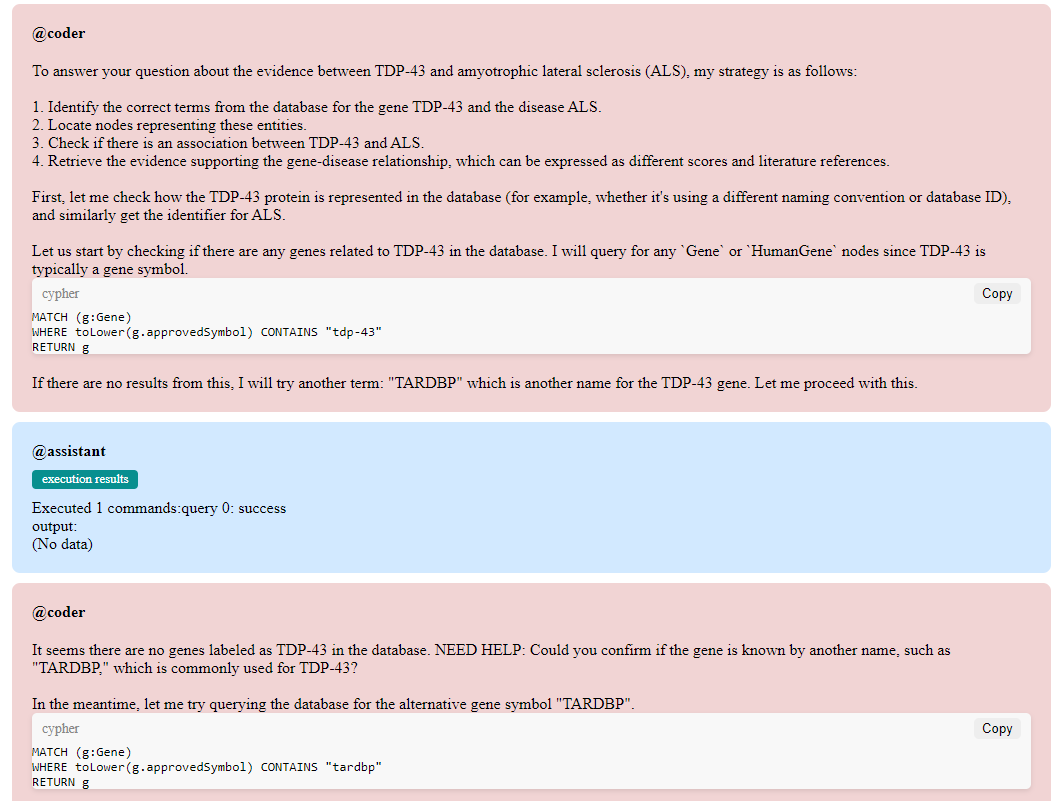 @coder
To answer your question about the evidence between TDP-43 and amyotrophic lateral sclerosis (ALS), my strategy is as follows:
1. Identify the correct terms from the database for the gene TDP-43 and the disease ALS.
2. Locate nodes representing these entities.
3. Check if there is an association between TDP-43 and ALS.
4. Retrieve the evidence supporting the gene-disease relationship, which can be expressed as different scores and literature references.
First, let me check how the TDP-43 protein is represented in the database (for example, whether it's using a different naming convention or database ID),
and similarly get the identifier for ALS.
Let us start by checking if there are any genes related to TDP-43 in the database. I will query for any `Gene` or `HumanGene` nodes since TDP-43 is
typically a gene symbol.
cypher Copy
MATCH (g:Gene)
WHERE toLower(g.approvedSymbol) CONTAINS "tdp-43"
RETURN g
If there are no results from this, I will try another term: "TARDBP" which is another name for the TDP-43 gene. Let me proceed with this.
@assistant
execution results
Executed 1 commands:query 0: success
output:
(No data)
@coder
It seems there are no genes labeled as TDP-43 in the database. NEED HELP: Could you confirm if the gene is known by another name, such as
"TARDBP," which is commonly used for TDP-43?
In the meantime, let me try querying the database for the alternative gene symbol "TARDBP".
cypher Copy
MATCH (g:Gene)
WHERE toLower(g.approvedSymbol) CONTAINS "tardbp"
RETURN g